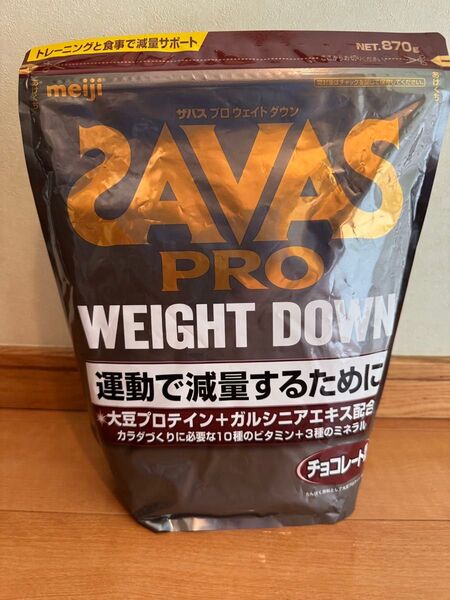 トレーニングと食事で減量サポート
NET.870g
meiji
ザバス プロ ウェイトダウン
SAVAS
PRO
WEIGHT DOWN
運動で減量するために
大豆プロテイン+ガルシニアエキス配合
カラダづくりに必要な10種のビタミン+3種のミネラル
チョコレート